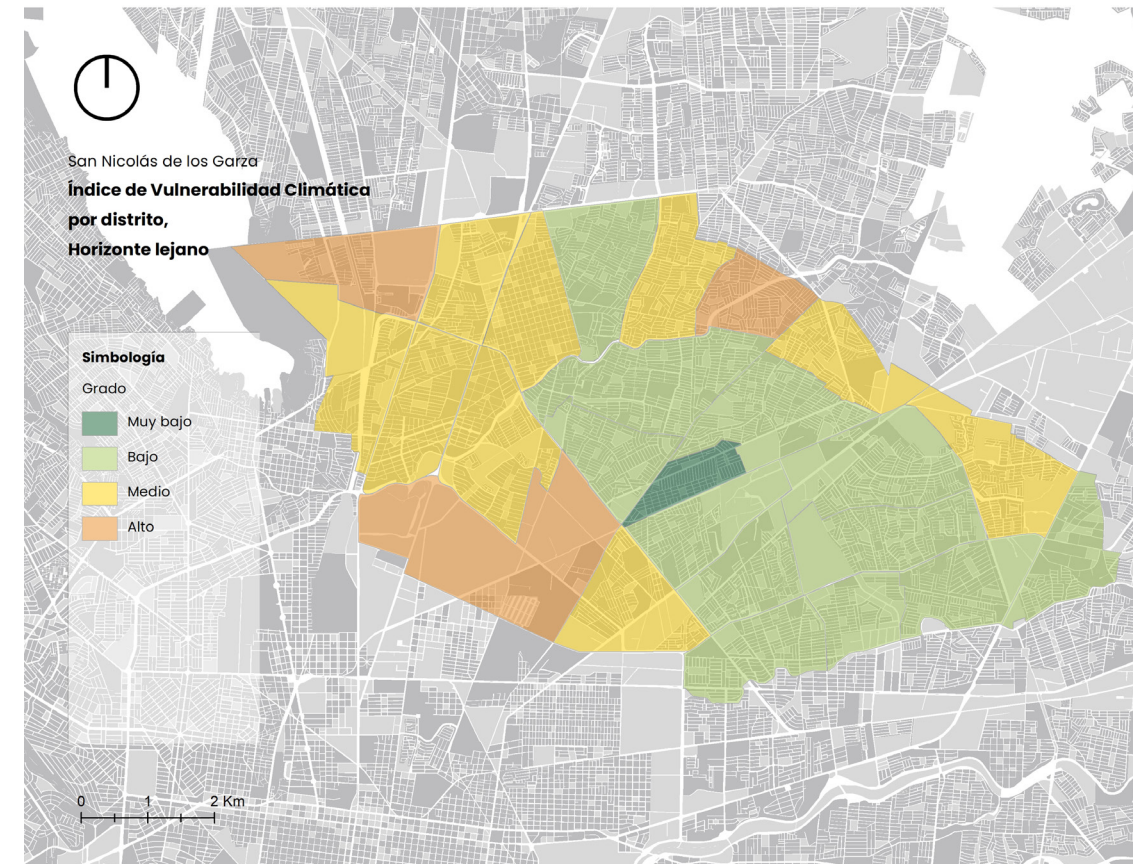 San Nicolás de los Garza
Índice de Vulnerabilidad Climática
por distrito,
Horizonte lejano
Simbología
Grado
Muy bajo
Bajo
Medio
Alto
0 1 2 Km